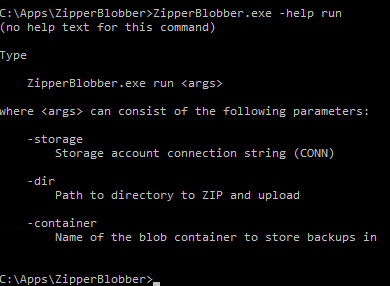 C:\Apps\ZipperBlobber>ZipperBlobber.exe -help run
(no help text for this command)
Type
ZipperBlobber.exe run <args>
where <args> can consist of the following parameters:
-storage
Storage account connection string (CONN)
-dir
Path to directory to ZIP and upload
-container
Name of the blob container to store backups in
C:\Apps\ZipperBlobber>